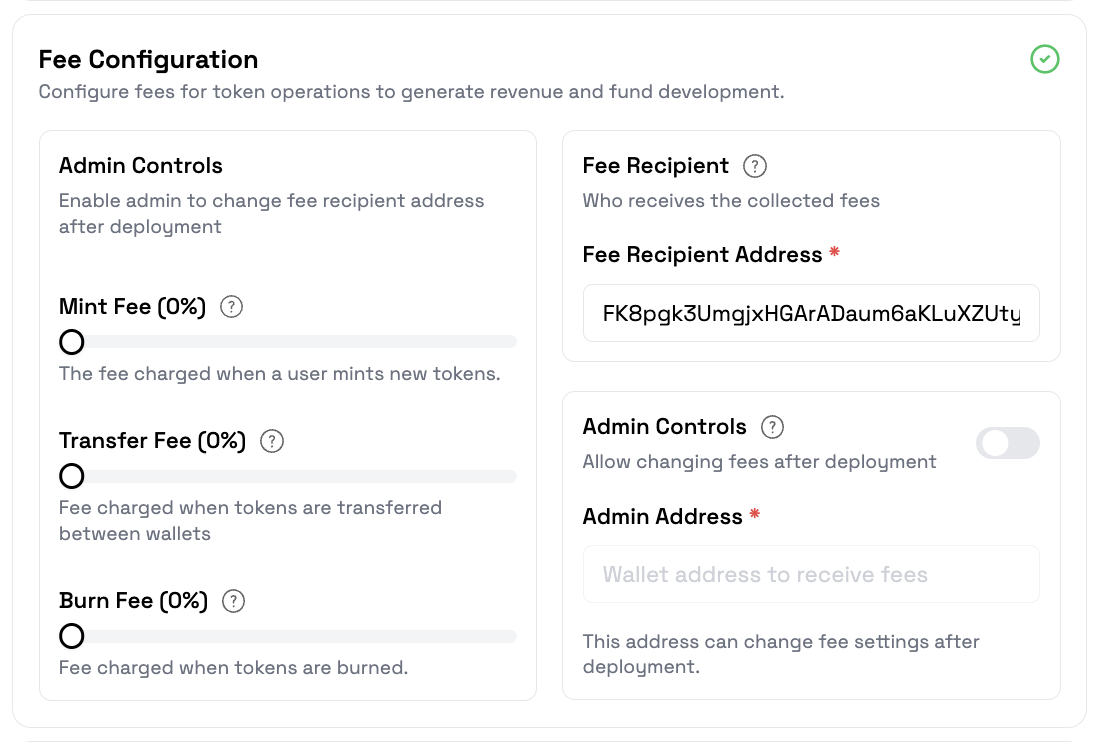 Fee Configuration
Configure fees for token operations to generate revenue and fund development.
Admin Controls
Enable admin to change fee recipient address
after deployment
Mint Fee (0%) ?
The fee charged when a user mints new tokens.
Transfer Fee (0%) ?
Fee charged when tokens are transferred
between wallets
Burn Fee (0%) ?
Fee charged when tokens are burned.
Fee Recipient ?
Who receives the collected fees
Fee Recipient Address *
FK8pgk3UmgjxHGArADaum6aKLuXZUty
Admin Controls ?
Allow changing fees after deployment
Admin Address *
Wallet address to receive fees
This address can change fee settings after
deployment.